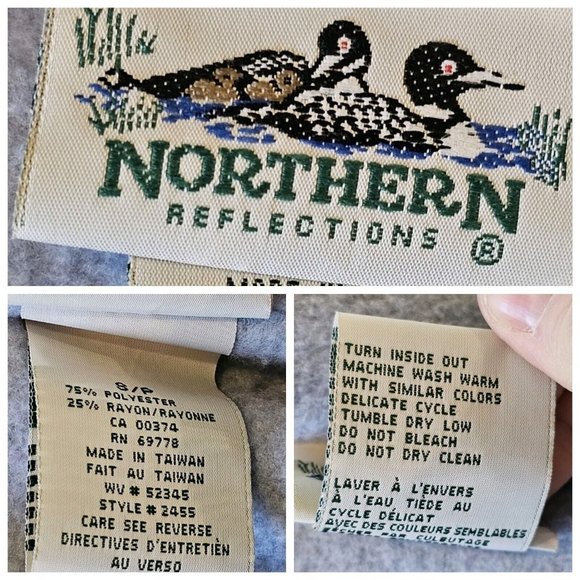 NORTHERN
REFLECTIONS ®
S/P
75% POLYESTER
25% RAYON/RAYONNE
CA 00374
RN 69778
MADE IN TAIWAN
FAIT AU TAIWAN
WV # 52345
STYLE # 2455
CARE SEE REVERSE
DIRECTIVES D'ENTRETIEN
AU VERSO
TURN INSIDE OUT
MACHINE WASH WARM
WITH SIMILAR COLORS
DELICATE CYCLE
TUMBLE DRY LOW
DO NOT BLEACH
DO NOT DRY CLEAN
LAVER À L'ENVERS
À L'EAU TIÈDE AU
CYCLE DÉLICAT
AVEC DES COULEURS SEMBLABLES
SÉCHER PAR CULBUTAGE